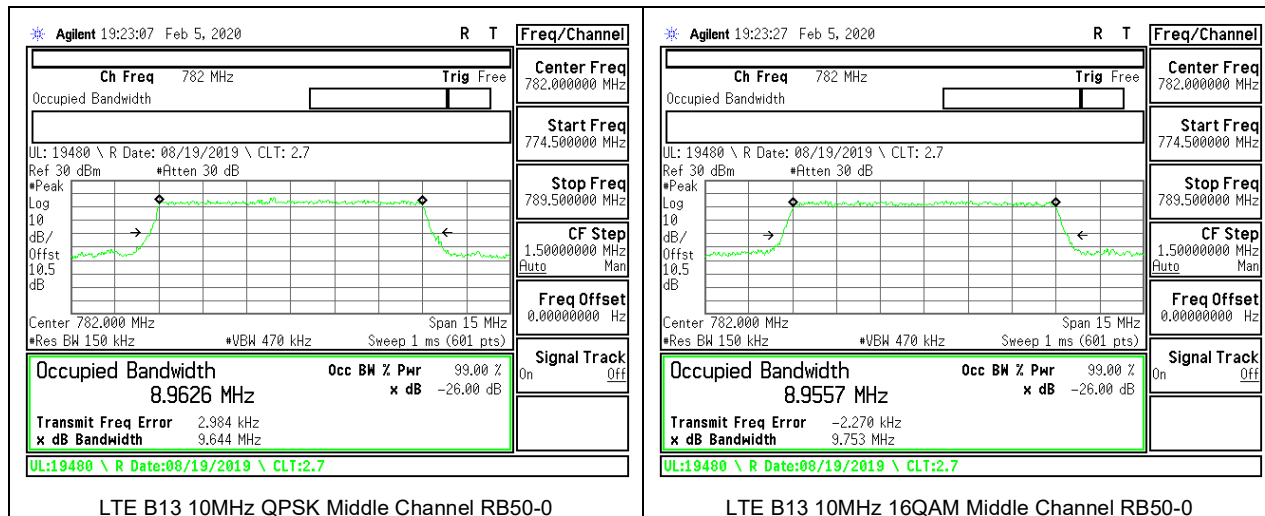 Agilent 19:23:07 Feb 5, 2020 R T
Freq/Channel
Ch Freq 782 MHz Trig Free
Occupied Bandwidth
Center Freq
782.000000 MHz
Start Freq
774.500000 MHz
UL: 19480 \ R Date: 08/19/2019 \ CLT: 2.7
Ref 30 dBm #Atten 30 dB
#Peak
Log
10
dB/
Offst
10.5
dB
Stop Freq
789.500000 MHz
CF Step
1.50000000 MHz
Auto Man
Freq Offset
0.00000000 Hz
Center 782.000 MHz Span 15 MHz
#Res BW 150 kHz #VBW 470 kHz Sweep 1 ms (601 pts)
Signal Track
On Off
Occupied Bandwidth Occ BW % Pwr 99.00 %
8.9626 MHz x dB -26.00 dB
Transmit Freq Error 2.984 kHz
x dB Bandwidth 9.644 MHz
UL:19480 \ R Date:08/19/2019 \ CLT:2.7
LTE B13 10MHz QPSK Middle Channel RB50-0
Agilent 19:23:27 Feb 5, 2020 R T
Freq/Channel
Ch Freq 782 MHz Trig Free
Occupied Bandwidth
Center Freq
782.000000 MHz
Start Freq
774.500000 MHz
UL: 19480 \ R Date: 08/19/2019 \ CLT: 2.7
Ref 30 dBm #Atten 30 dB
#Peak
Log
10
dB/
Offst
10.5
dB
Stop Freq
789.500000 MHz
CF Step
1.50000000 MHz
Auto Man
Freq Offset
0.00000000 Hz
Center 782.000 MHz Span 15 MHz
#Res BW 150 kHz #VBW 470 kHz Sweep 1 ms (601 pts)
Signal Track
On Off
Occupied Bandwidth Occ BW % Pwr 99.00 %
8.9557 MHz x dB -26.00 dB
Transmit Freq Error -2.270 kHz
x dB Bandwidth 9.753 MHz
UL:19480 \ R Date:08/19/2019 \ CLT:2.7
LTE B13 10MHz 16QAM Middle Channel RB50-0